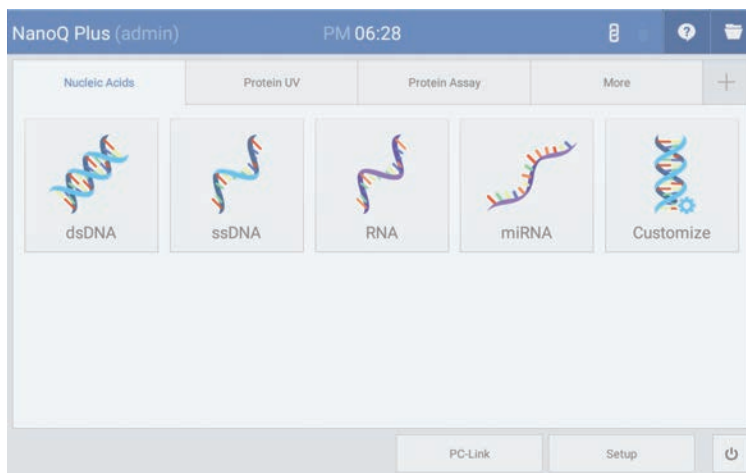 NanoQ Plus (admin) PM 06:28
Nucleic Acids Protein UV Protein Assay More
dsDNA ssDNA RNA miRNA Customize
PC-Link Setup